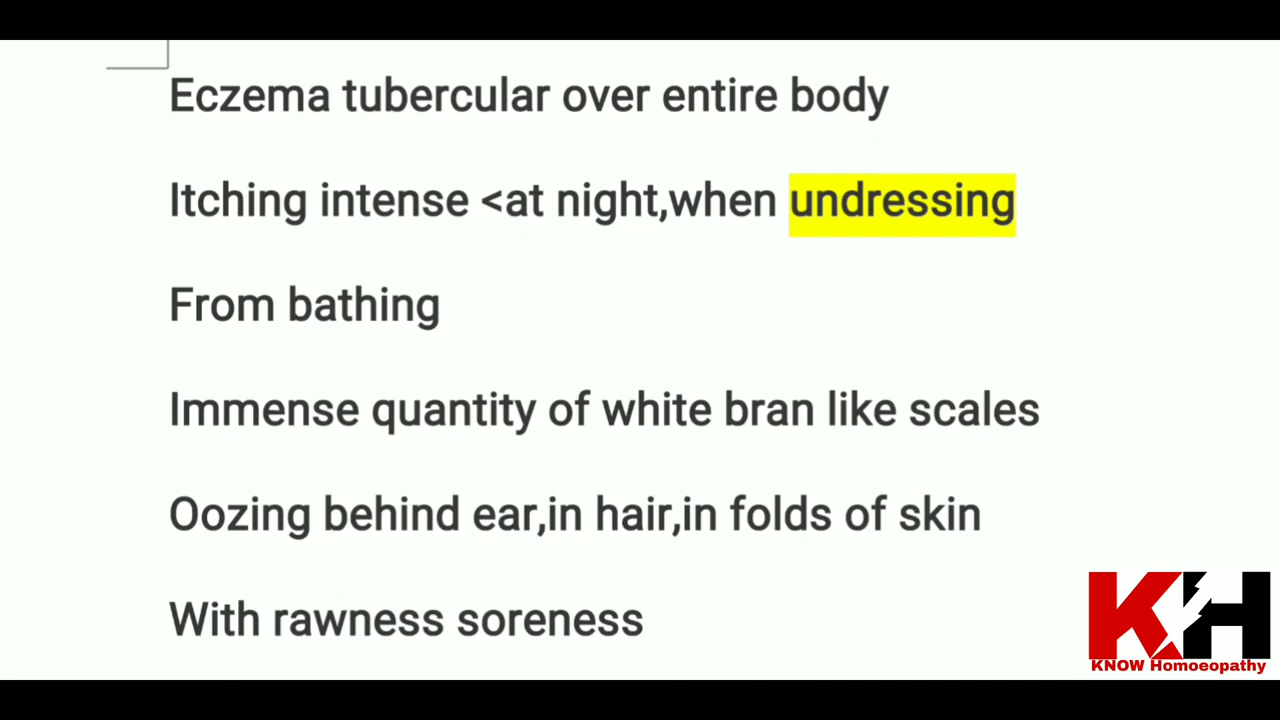 Eczema tubercular over entire body
Itching intense <at night,when undressing
From bathing
Immense quantity of white bran like scales
Oozing behind ear,in hair,in folds of skin
With rawness soreness
KH
KNOW Homoeopathy